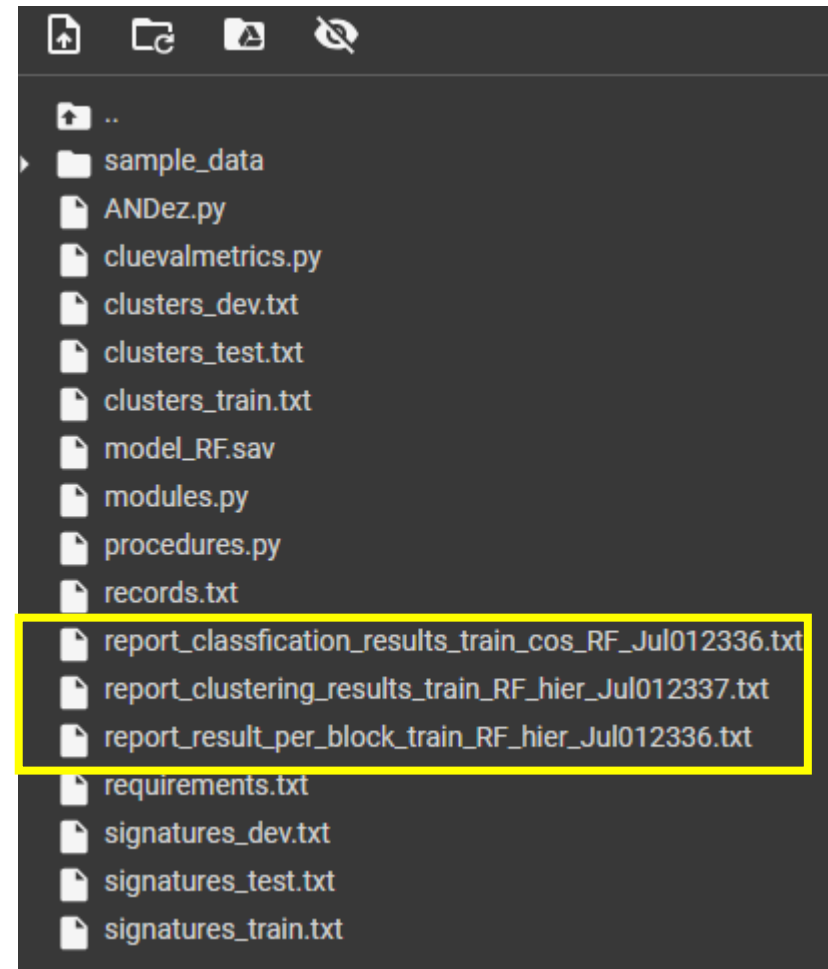 ..
sample_data
ANDez.py
cluevalmetrics.py
clusters_dev.txt
clusters_test.txt
clusters_train.txt
model_RF.sav
modules.py
procedures.py
records.txt
report_classfication_results_train_cos_RF_Jul012336.txt
report_clustering_results_train_RF_hier_Jul012337.txt
report_result_per_block_train_RF_hier_Jul012336.txt
requirements.txt
signatures_dev.txt
signatures_test.txt
signatures_train.txt